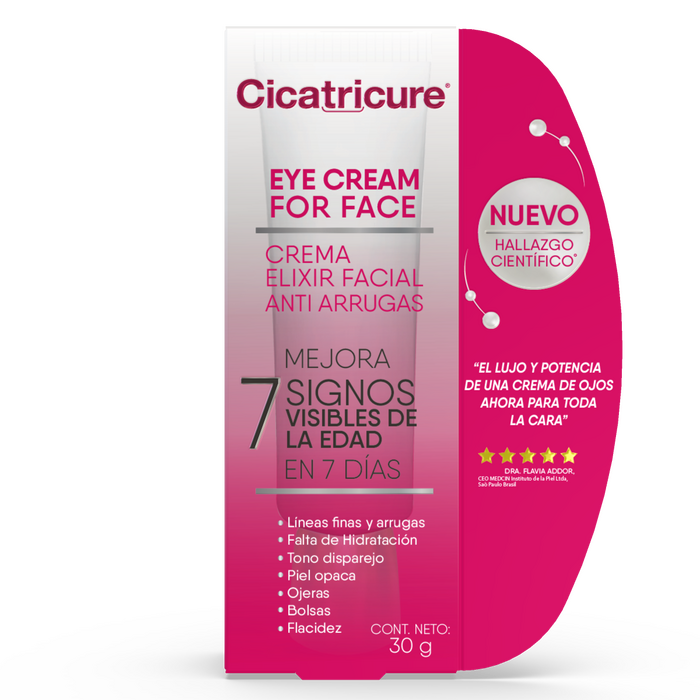 Cicatricure®
EYE CREAM
FOR FACE
CREMA
ELIXIR FACIAL
ANTI ARRUGAS
MEJORA
7 SIGNOS
VISIBLES DE
LA EDAD
EN 7 DÍAS
• Líneas finas y arrugas
• Falta de Hidratación
• Tono disparejo
• Piel opaca
• Ojeras
• Bolsas
• Flacidez
CONT. NETO:
30 g
NUEVO
HALLAZGO
CIENTÍFICO°
“EL LUJO Y POTENCIA
DE UNA CREMA DE OJOS
AHORA PARA TODA
LA CARA”
DRA. FLAVIA ADDOR,
CEO MEDCIN Instituto de la Piel Ltda,
Saõ Paulo Brasil